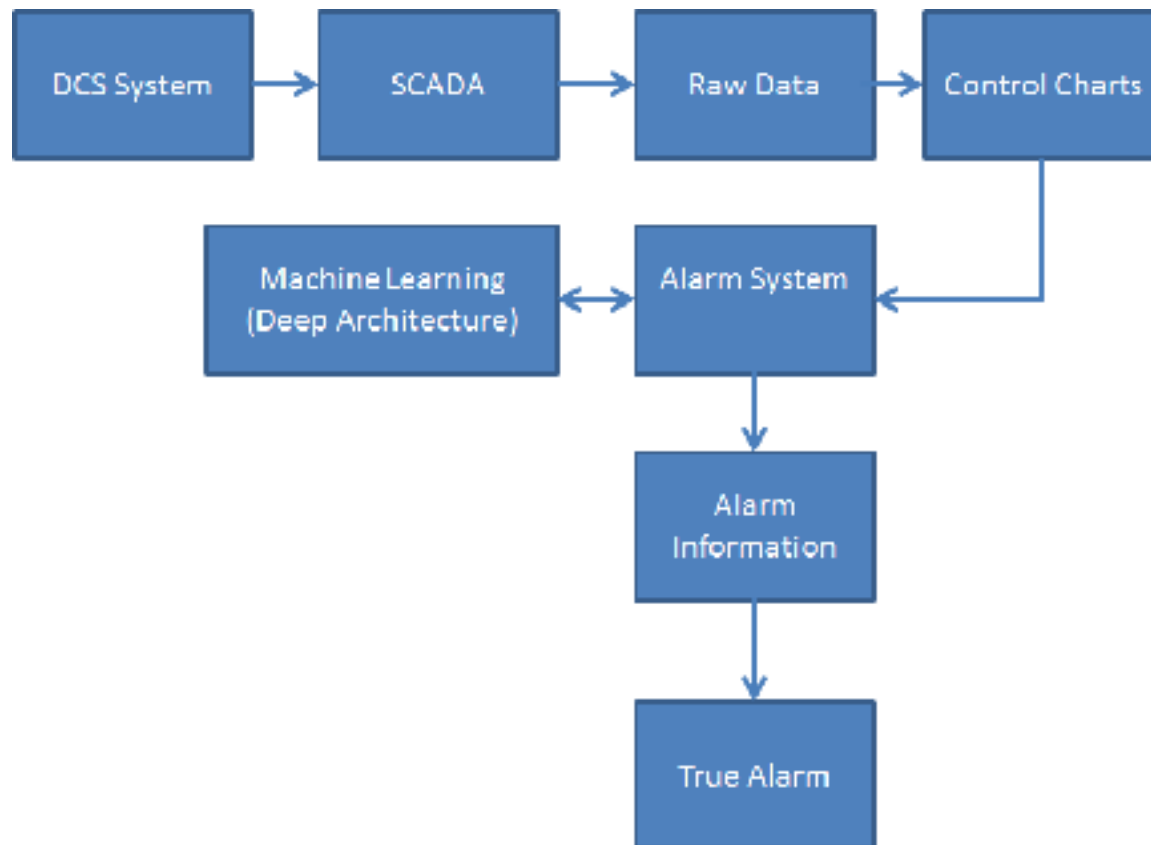 DCS System
SCADA
Raw Data
Control Charts
Machine Learning
(Deep Architecture)
Alarm System
Alarm
Information
True Alarm